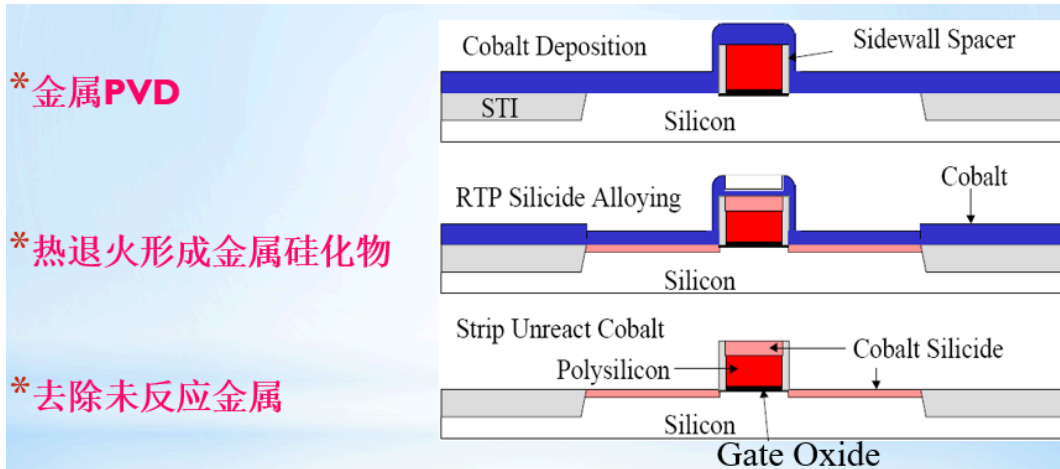 *金属PVD
Cobalt Deposition
Sidewall Spacer
STI
Silicon
*热退火形成金属硅化物
RTP Silicide Alloying
Cobalt
Silicon
*去除未反应金属
Strip Unreact Cobalt
Cobalt Silicide
Polysilicon
Silicon
Gate Oxide